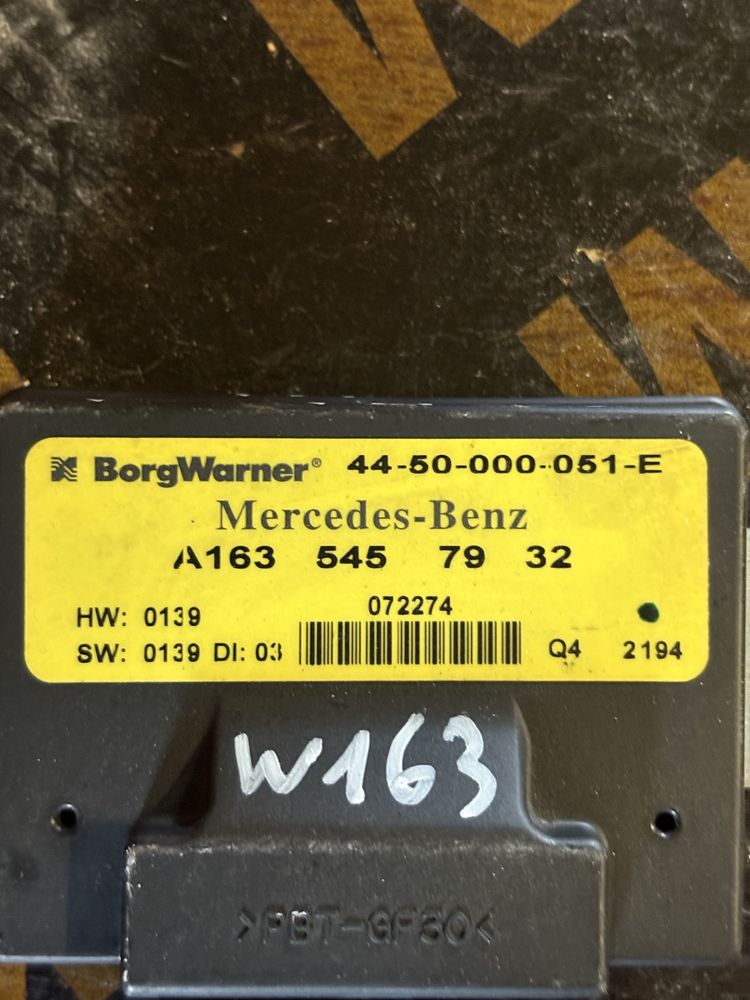 BorgWarner® 44-50-000-051-E
Mercedes-Benz
A163 545 79 32
HW: 0139
072274
SW: 0139 DI: 03
Q4 2194
W163
>PBT-GF30<